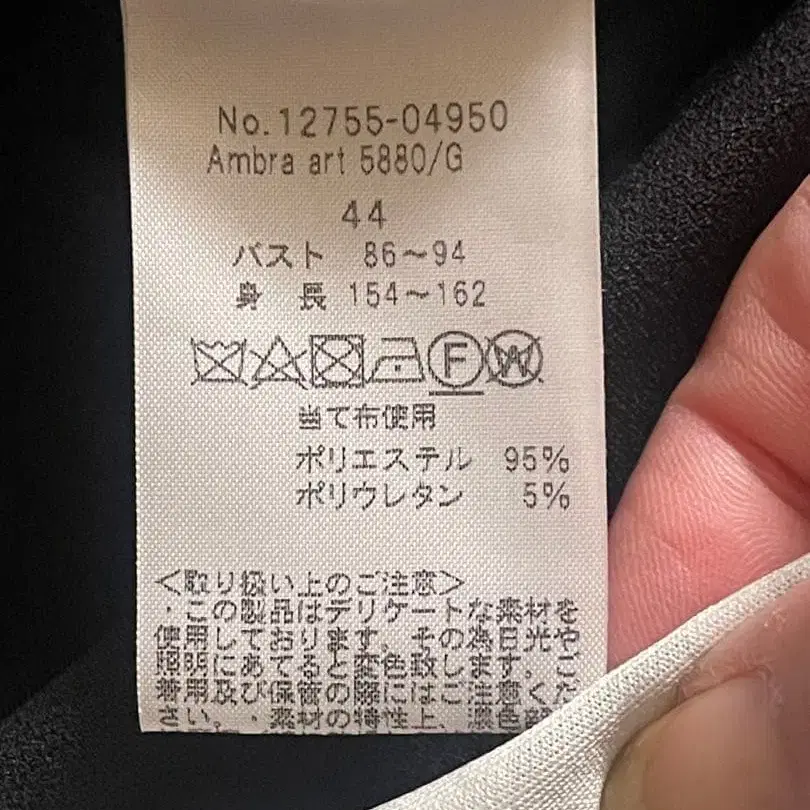 No.12755-04950
Ambra art 5880/G
44
バスト 86～94
身 長 154～162
F W
当て布使用
ポリエステル 95%
ポリウレタン 5%
＜取り扱い上のご注意＞
・この製品はデリケートな素材を
使用しております。その為日光や
照明にあてると変色致します。ご
着用及び保管の際にはご注意くだ
さい。・素材の特性上、濃色部